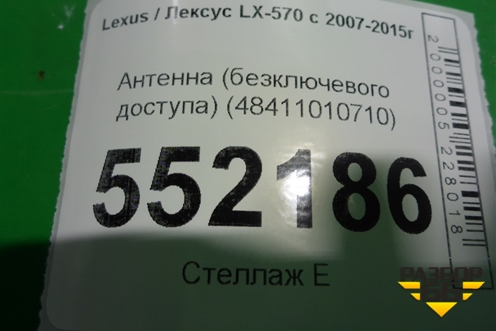 Lexus / Лексус LX-570 с 2007-2015г
Антенна (безключевого
доступа) (48411010710)
552186
Стеллаж Е
2000005228018
РАЗБОР